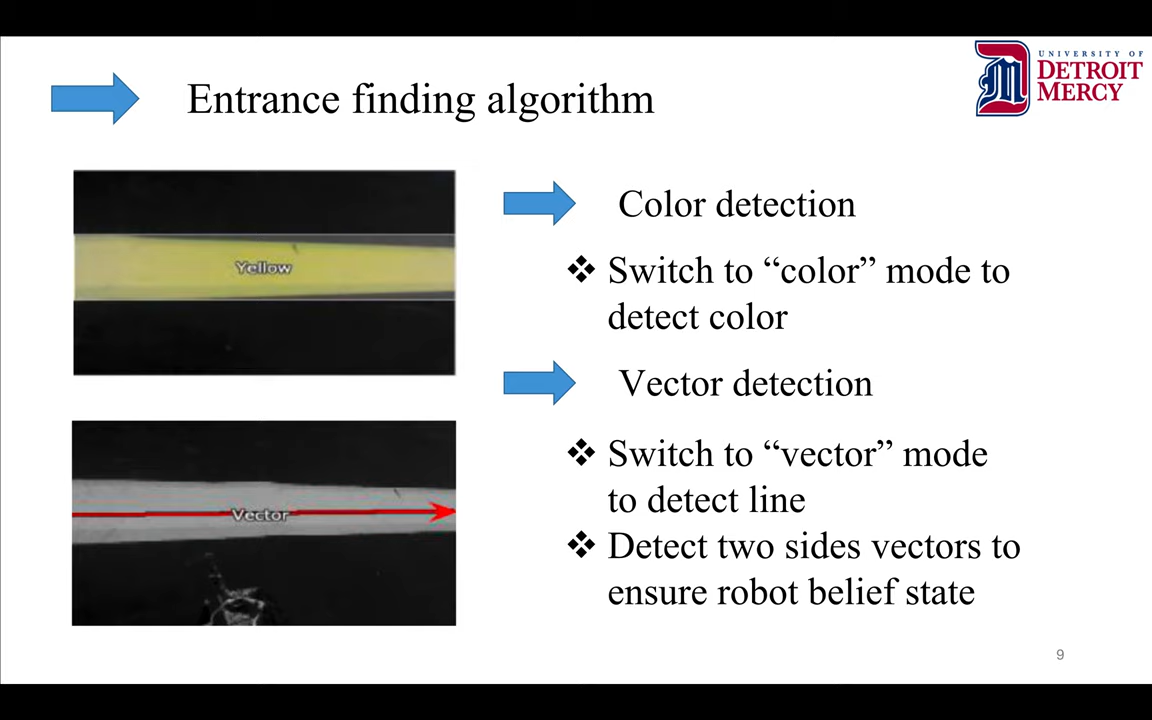 UNIVERSITY OF
DETROIT
MERCY
Entrance finding algorithm
Yellow
Color detection
❖ Switch to “color” mode to
detect color
Vector detection
Vector
❖ Switch to “vector” mode
to detect line
❖ Detect two sides vectors to
ensure robot belief state
9